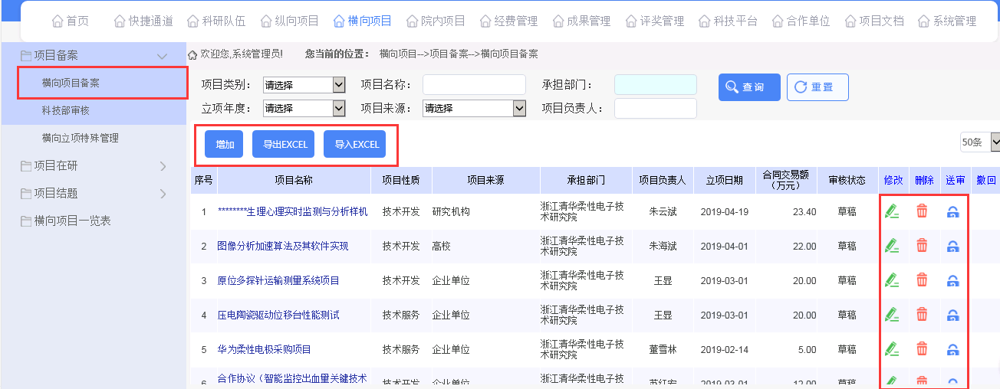 首页 快捷通道 科研队伍 纵向项目 横向项目 院内项目 经费管理 成果管理 评奖管理 科技平台 合作单位 项目文档 系统管理
项目备案
横向项目备案
科技部审核
横向立项特殊管理
项目在研
项目结题
横向项目一览表
欢迎您,系统管理员! 您当前的位置： 横向项目-->项目备案-->横向项目备案
项目类别： 请选择 项目名称： 承担部门： 查询 重置
立项年度： 请选择 项目来源： 请选择 项目负责人：
增加 导出EXCEL 导入EXCEL 50条
序号 项目名称 项目性质 项目来源 承担部门 项目负责人 立项日期 合同交易额（万元） 审核状态 修改 删除 送审 撤回
1 ********生理心理实时监测与分析样机 技术开发 研究机构 浙江清华柔性电子技术研究院 朱云斌 2019-04-19 23.40 草稿
2 图像分析加速算法及其软件实现 技术开发 高校 浙江清华柔性电子技术研究院 朱海斌 2019-04-01 22.00 草稿
3 原位多探针运输测量系统项目 技术开发 企业单位 浙江清华柔性电子技术研究院 王显 2019-03-01 20.00 草稿
4 压电陶瓷驱动位移台性能测试 技术服务 企业单位 浙江清华柔性电子技术研究院 王显 2019-03-01 20.00 草稿
5 华为柔性电极采购项目 技术服务 企业单位 浙江清华柔性电子技术研究院 董雪林 2019-02-14 5.00 草稿
6 合作协议（智能监控出血量关键技术 技术开发 企业单位 浙江清华柔性电子技 2019-03-01 12.00 草稿